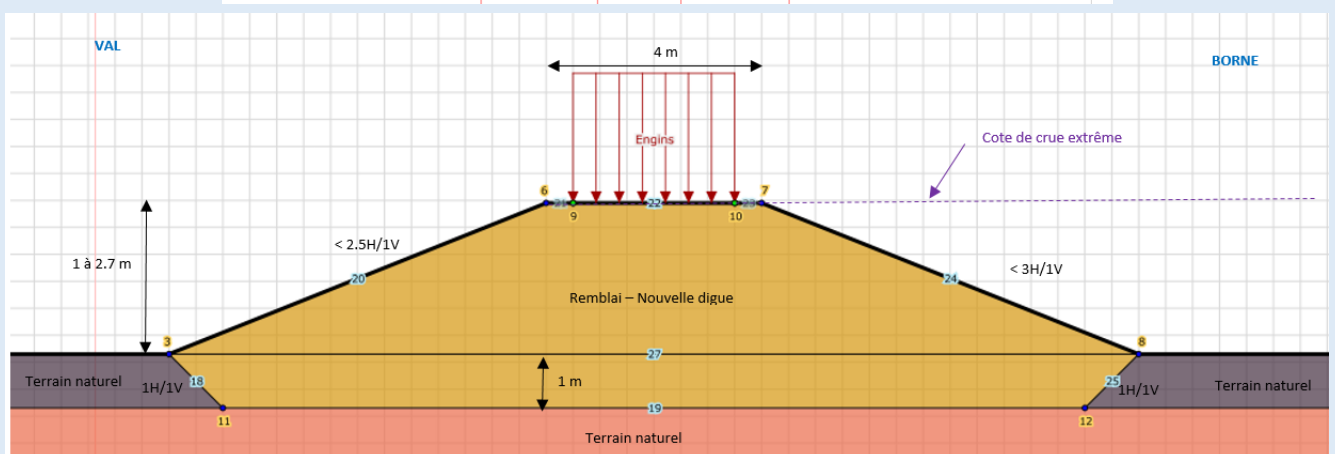 VAL
4 m
BORNE
Engins
Cote de crue extrême
6
7
21
22
23
9
10
< 2.5H/1V
1 à 2.7 m
20
24
< 3H/1V
Remblai – Nouvelle digue
3
27
8
Terrain naturel
1H/1V
18
1 m
25
1H/1V
Terrain naturel
19
11
12
Terrain naturel